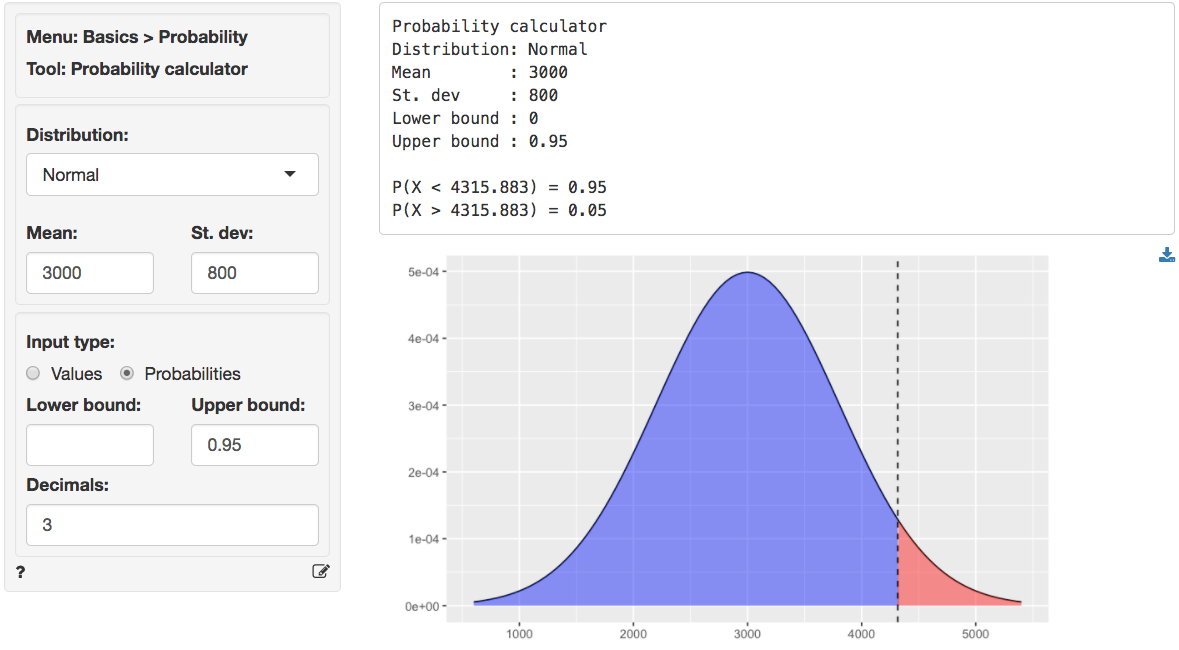 Menu: Basics > Probability
Tool: Probability calculator
Distribution:
Normal
Mean: St. dev:
3000 800
Input type:
Values Probabilities
Lower bound: Upper bound:
0.95
Decimals:
3
?
Probability calculator
Distribution: Normal
Mean : 3000
St. dev : 800
Lower bound : 0
Upper bound : 0.95
P(X < 4315.883) = 0.95
P(X > 4315.883) = 0.05
5e-04
4e-04
3e-04
2e-04
1e-04
0e+00
1000 2000 3000 4000 5000